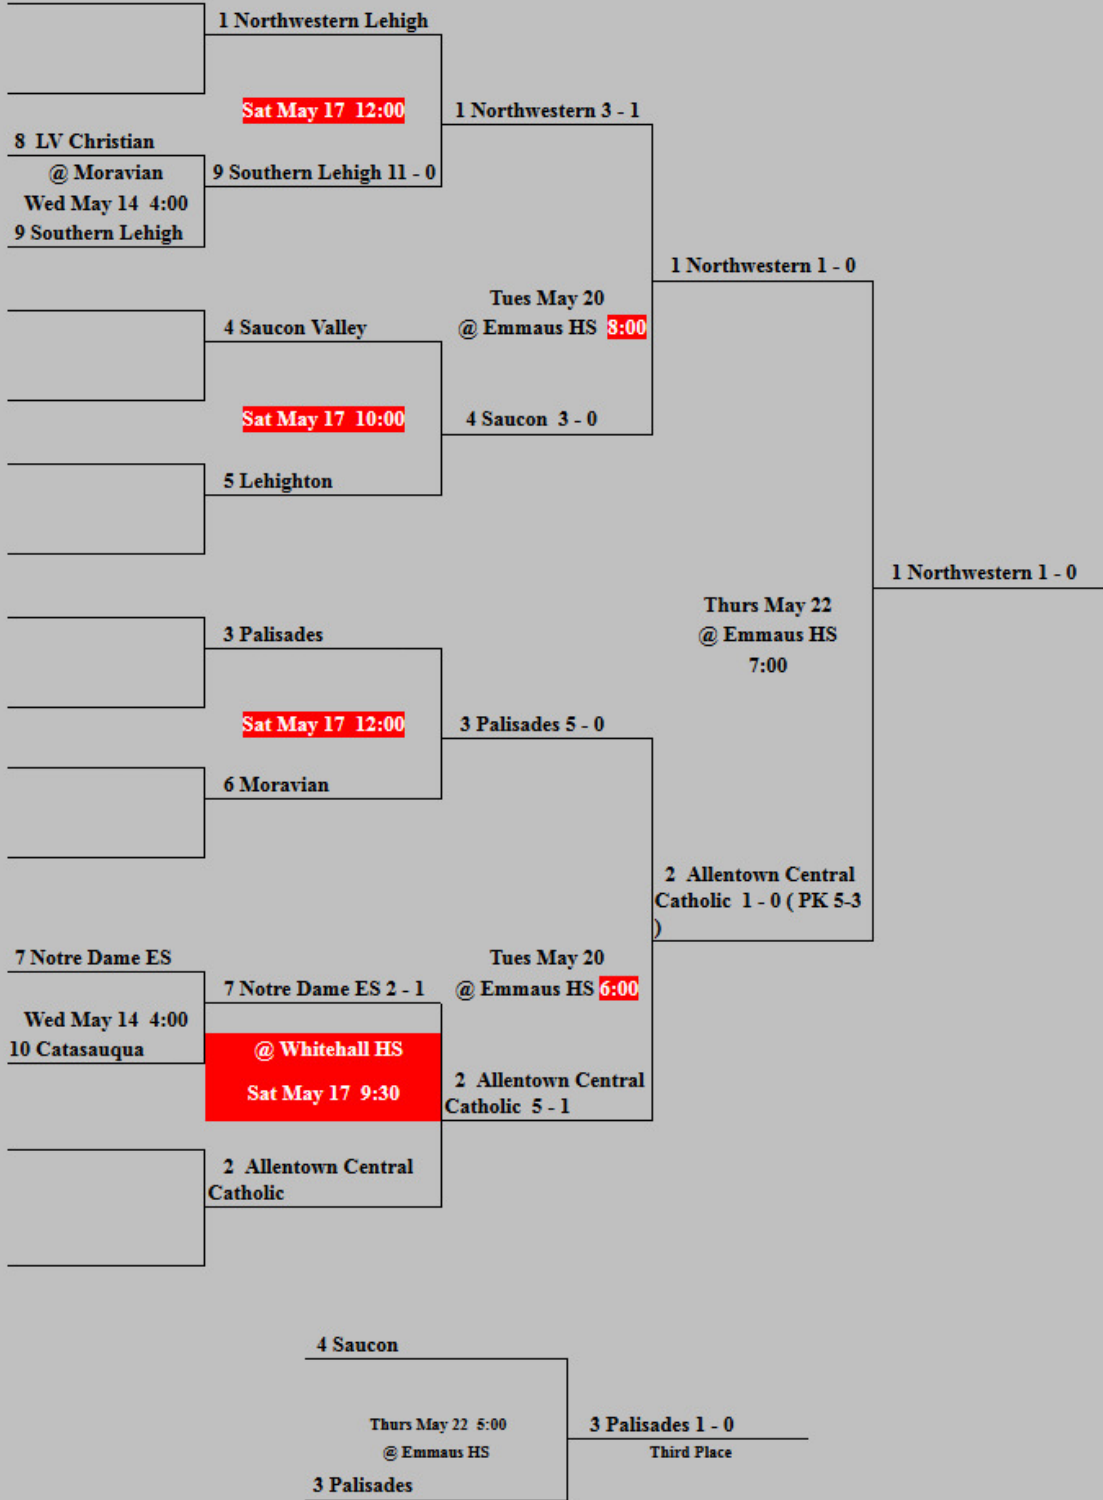 1 Northwestern Lehigh
Sat May 17 12:00
1 Northwestern 3 - 1
8 LV Christian
@ Moravian
9 Southern Lehigh 11 - 0
Wed May 14 4:00
9 Southern Lehigh
1 Northwestern 1 - 0
Tues May 20
4 Saucon Valley
@ Emmaus HS 8:00
Sat May 17 10:00
4 Saucon 3 - 0
5 Lehighton
1 Northwestern 1 - 0
Thurs May 22
@ Emmaus HS
7:00
3 Palisades
Sat May 17 12:00
3 Palisades 5 - 0
6 Moravian
2 Allentown Central
Catholic 1 - 0 ( PK 5-3
)
7 Notre Dame ES
Tues May 20
7 Notre Dame ES 2 - 1
@ Emmaus HS 6:00
Wed May 14 4:00
10 Catasauqua
@ Whitehall HS
Sat May 17 9:30
2 Allentown Central
Catholic 5 - 1
2 Allentown Central
Catholic
4 Saucon
Thurs May 22 5:00
3 Palisades 1 - 0
@ Emmaus HS
Third Place
3 Palisades